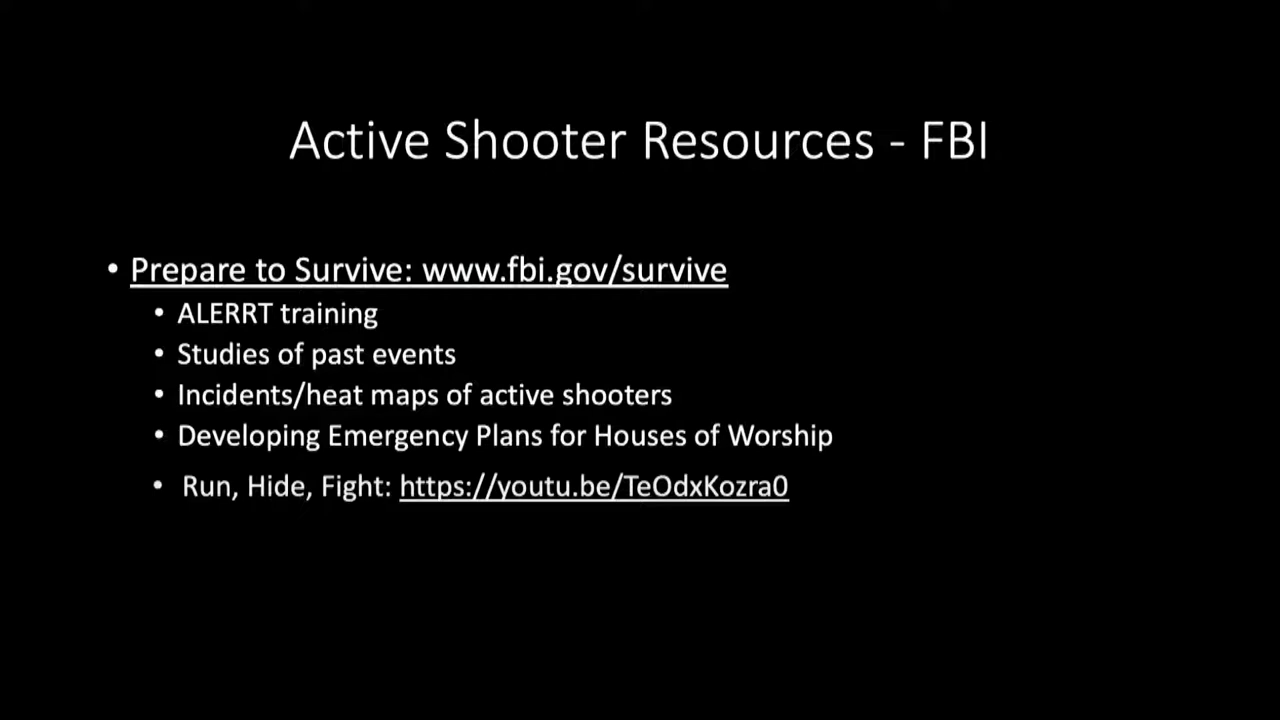 Active Shooter Resources - FBI
• Prepare to Survive: www.fbi.gov/survive
• ALERRT training
• Studies of past events
• Incidents/heat maps of active shooters
• Developing Emergency Plans for Houses of Worship
• Run, Hide, Fight: https://youtu.be/TeOdxKozra0